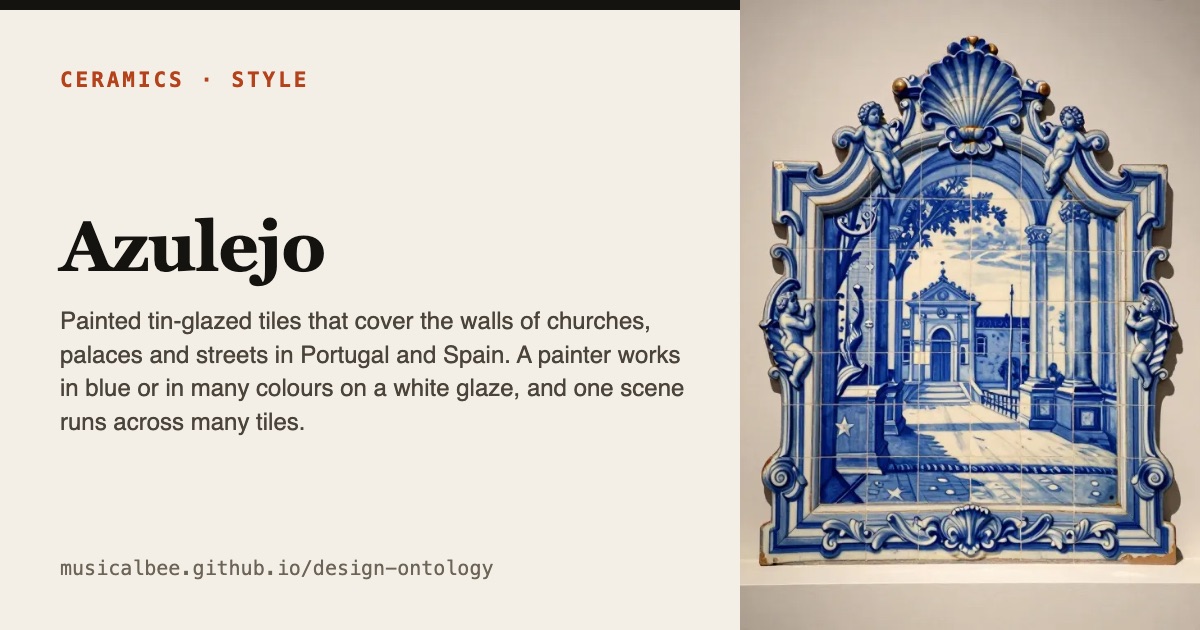 CERAMICS · STYLE
Azulejo
Painted tin-glazed tiles that cover the walls of churches,
palaces and streets in Portugal and Spain. A painter works
in blue or in many colours on a white glaze, and one scene
runs across many tiles.
musicalbee.github.io/design-ontology